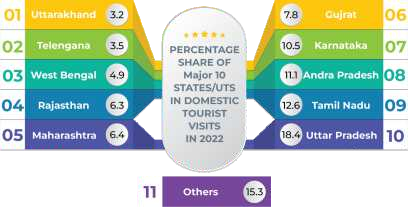 01 Uttarakhand 3.2
02 Telengana 3.5
03 West Bengal 4.9
04 Rajasthan 6.3
05 Maharashtra 6.4
PERCENTAGE
SHARE OF
Major 10
STATES/UTS
IN DOMESTIC
TOURIST
VISITS
IN 2022
7.8 Gujrat 06
10.5 Karnataka 07
11.1 Andra Pradesh 08
12.6 Tamil Nadu 09
18.4 Uttar Pradesh 10
11 Others 15.3